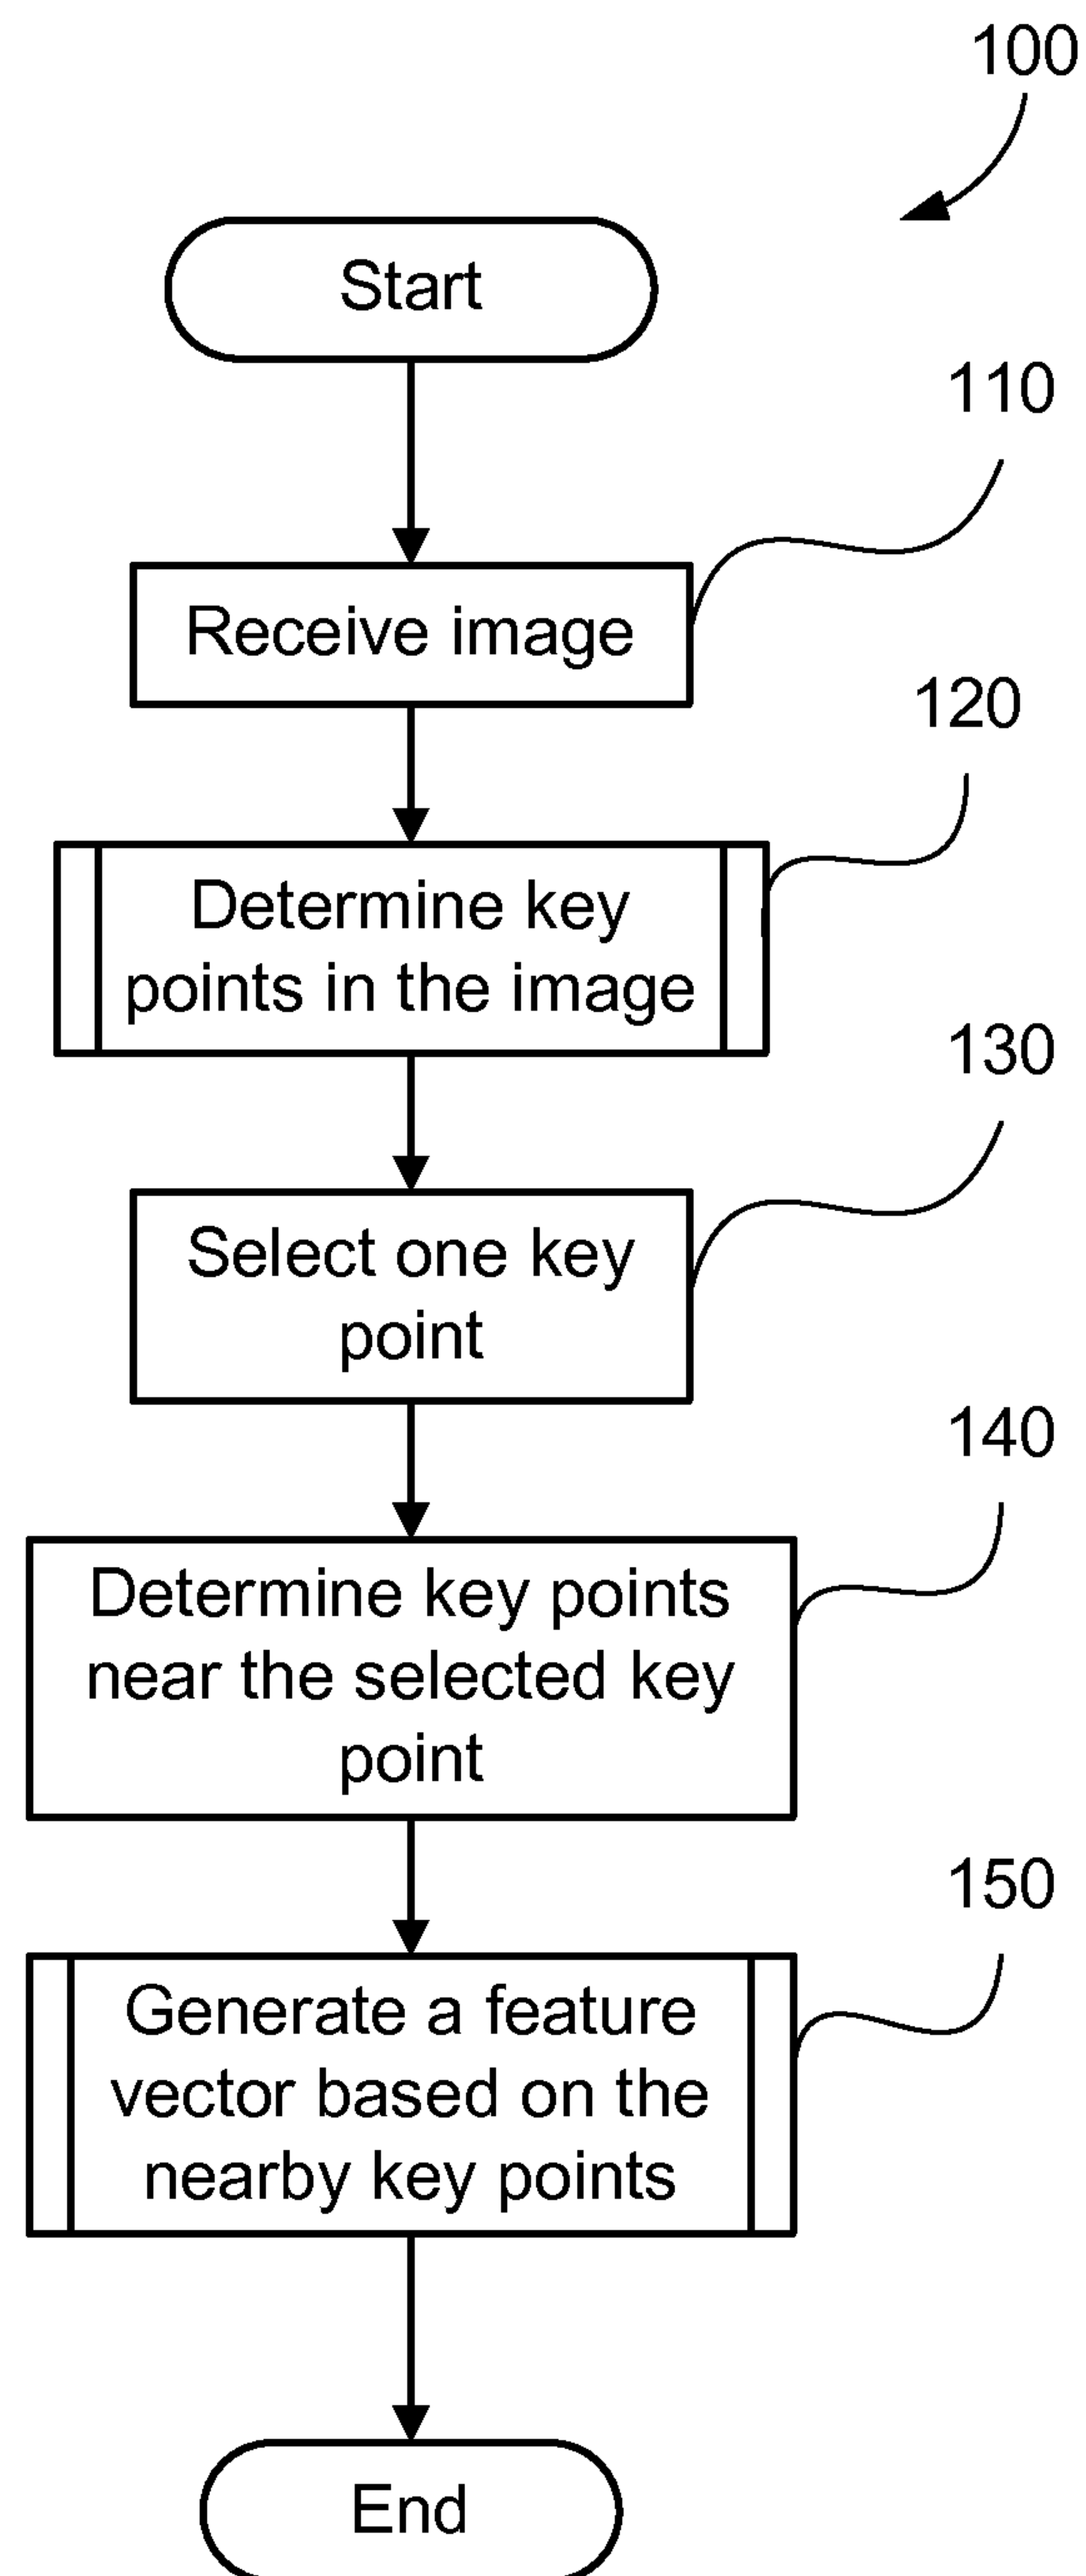 100
Start
110
Receive image
120
Determine key
points in the image
130
Select one key
point
140
Determine key points
near the selected key
point
150
Generate a feature
vector based on the
nearby key points
End